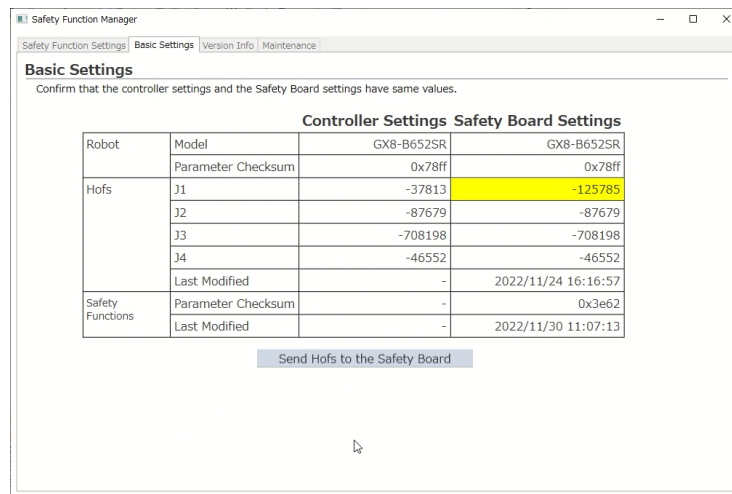 Safety Function Manager
Safety Function Settings Basic Settings Version Info Maintenance
Basic Settings
Confirm that the controller settings and the Safety Board settings have same values.
Controller Settings Safety Board Settings
Robot Model GX8-B652SR GX8-B652SR
Parameter Checksum 0x78ff 0x78ff
Hofs J1 -37813 -125785
J2 -87679 -87679
J3 -708198 -708198
J4 -46552 -46552
Last Modified - 2022/11/24 16:16:57
Safety Functions Parameter Checksum - 0x3e62
Last Modified - 2022/11/30 11:07:13
Send Hofs to the Safety Board